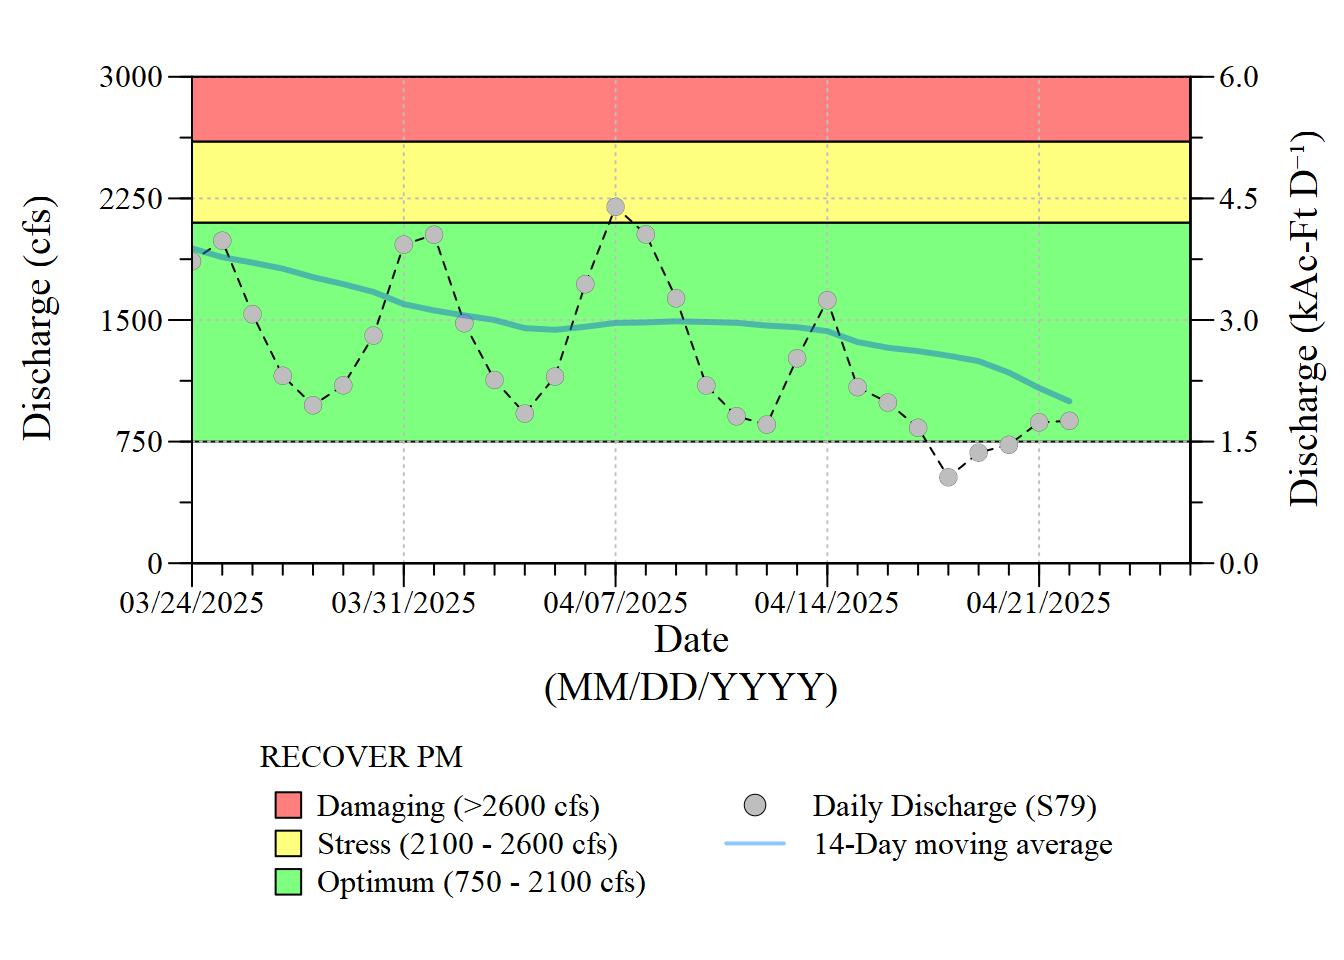 3000
2250
1500
750
0
Discharge (cfs)
6.0
4.5
3.0
1.5
0.0
Discharge (kAc-Ft D⁻¹)
03/24/2025 03/31/2025 04/07/2025 04/14/2025 04/21/2025
Date
(MM/DD/YYYY)
RECOVER PM
Damaging (>2600 cfs)
Stress (2100 - 2600 cfs)
Optimum (750 - 2100 cfs)
Daily Discharge (S79)
14-Day moving average